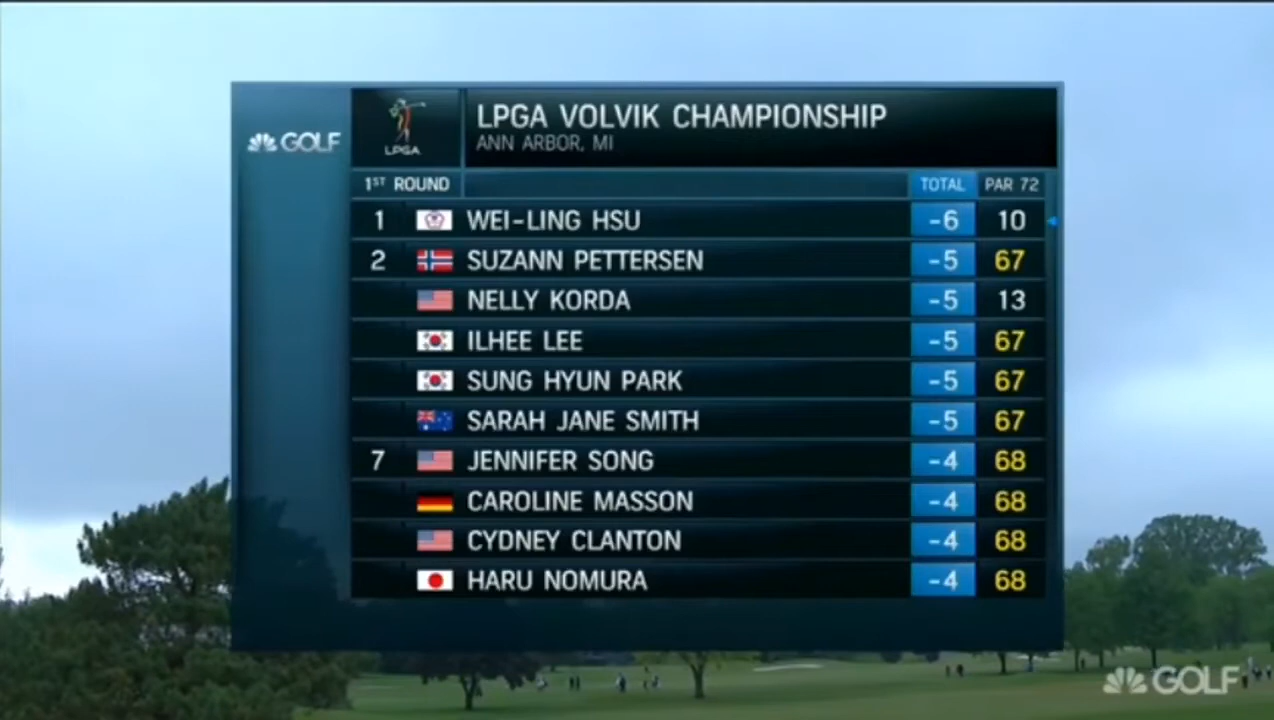 GOLF
LPGA
LPGA VOLVIK CHAMPIONSHIP
ANN ARBOR, MI
1ST ROUND TOTAL PAR 72
1 WEI-LING HSU -6 10
2 SUZANN PETTERSEN -5 67
NELLY KORDA -5 13
ILHEE LEE -5 67
SUNG HYUN PARK -5 67
SARAH JANE SMITH -5 67
7 JENNIFER SONG -4 68
CAROLINE MASSON -4 68
CYDNEY CLANTON -4 68
HARU NOMURA -4 68
GOLF